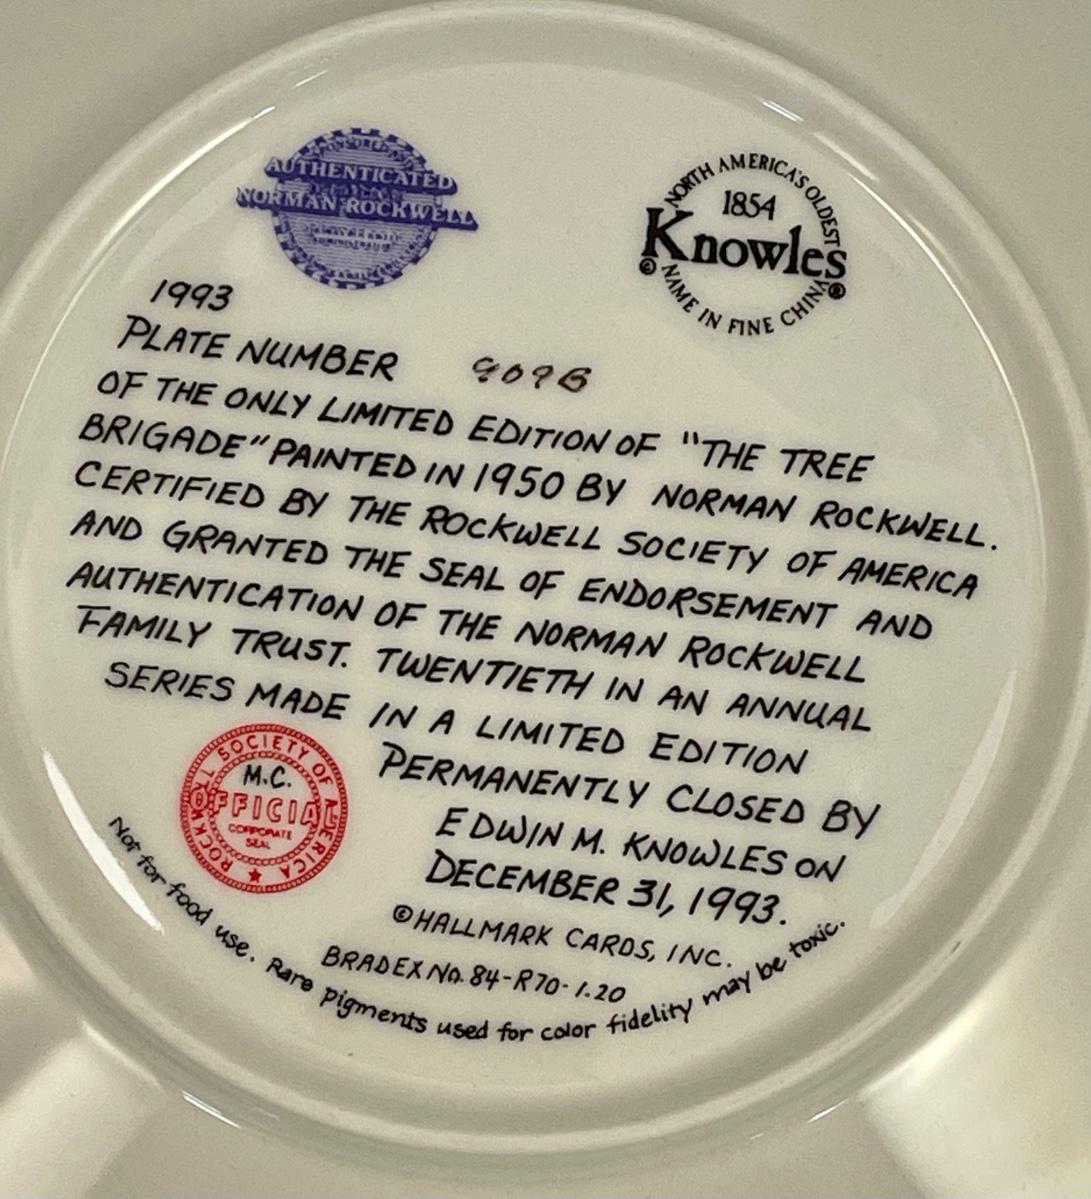 AUTHENTICATED
NORMAN ROCKWELL
NORTH AMERICA'S OLDEST
1854
Knowles
© NAME IN FINE CHINA ®
1993
PLATE NUMBER
OF THE ONLY LIMITED EDITION OF "THE TREE
BRIGADE" PAINTED IN 1950 BY NORMAN ROCKWELL.
CERTIFIED BY THE ROCKWELL SOCIETY OF AMERICA
AND GRANTED THE SEAL OF ENDORSEMENT AND
AUTHENTICATION OF THE NORMAN ROCKWELL
FAMILY TRUST. TWENTIETH IN AN ANNUAL
SERIES MADE IN A LIMITED EDITION
PERMANENTLY CLOSED BY
EDWIN M. KNOWLES ON
DECEMBER 31, 1993.
ROCKWELL SOCIETY OF AMERICA
M.C.
OFFICIAL
CORPORATE
SEAL
©HALLMARK CARDS, INC.
BRADEX No. 84-R70-1.20
Not for food use. Rare pigments used for color fidelity may be toxic.